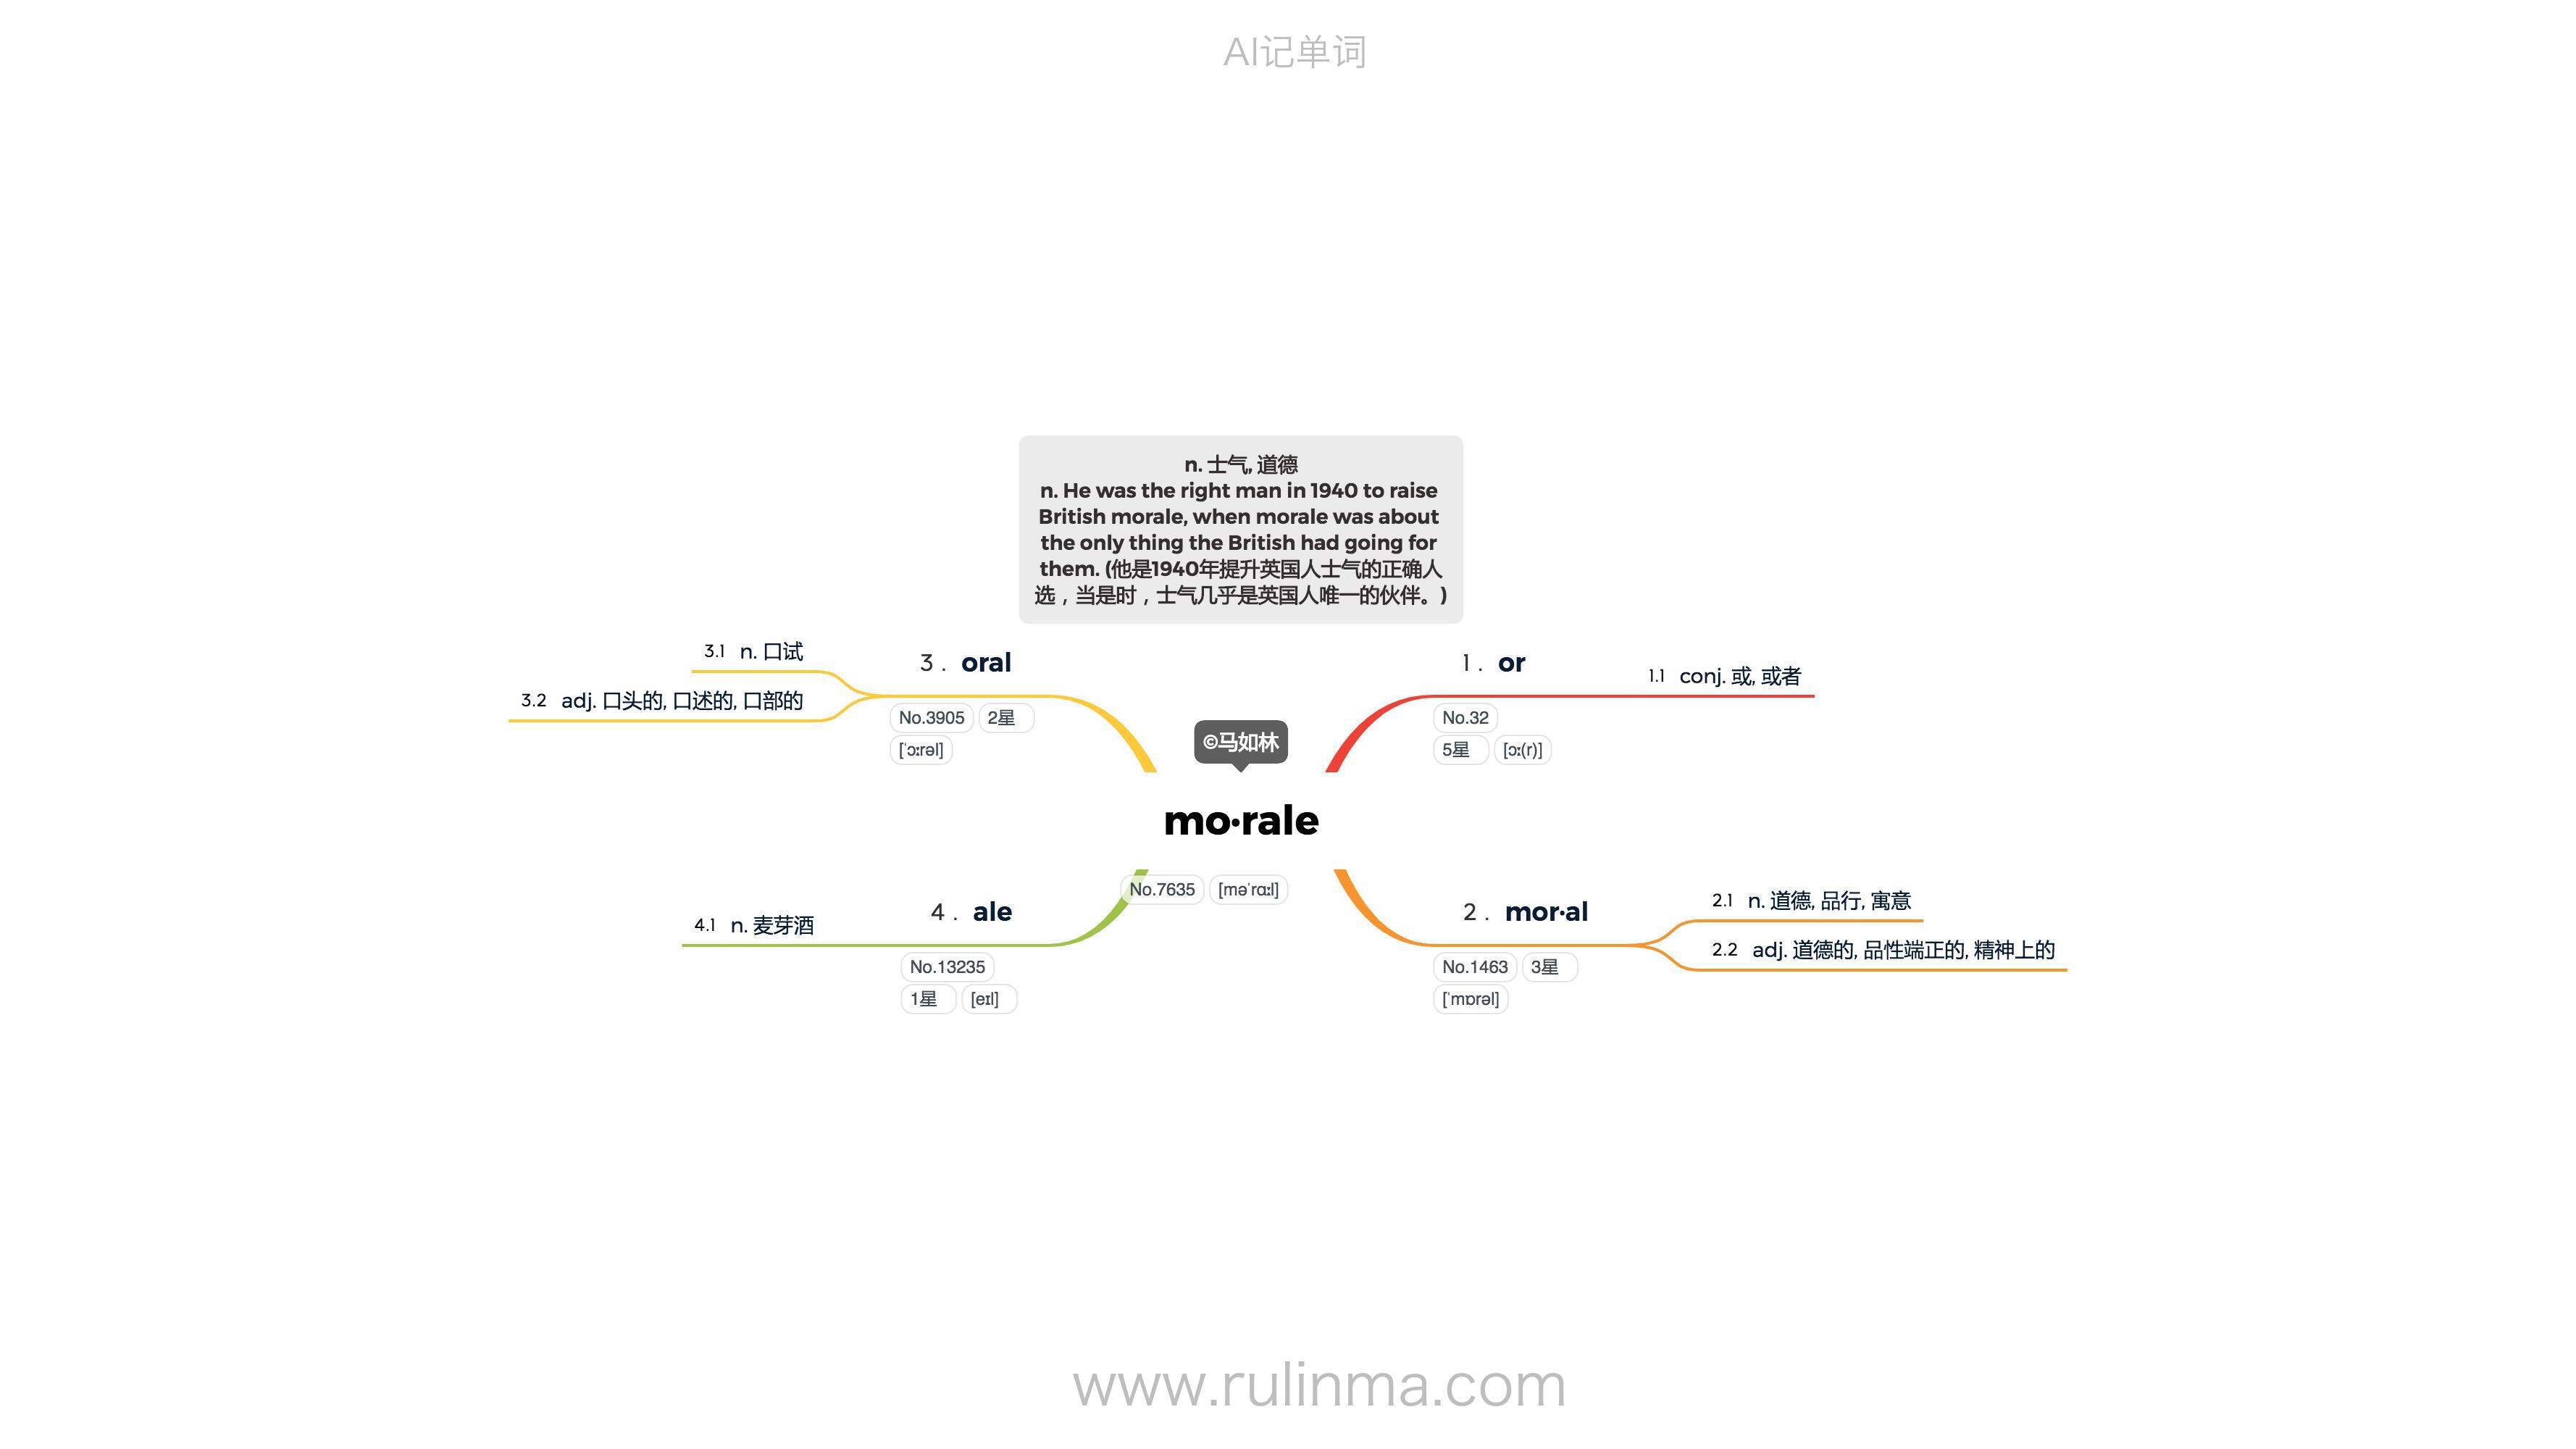 AI记单词
n. 士气, 道德
n. He was the right man in 1940 to raise
British morale, when morale was about
the only thing the British had going for
them. (他是1940年提升英国人士气的正确人
选，当是时，士气几乎是英国人唯一的伙伴。)
©马如林
mo·rale
No.7635 [məˈrɑːl]
1. or
No.32
5星 [ɔː(r)]
1.1 conj. 或, 或者
2. mor·al
No.1463 3星
[ˈmɒrəl]
2.1 n. 道德, 品行, 寓意
2.2 adj. 道德的, 品性端正的, 精神上的
3. oral
No.3905 2星
[ˈɔːrəl]
3.1 n. 口试
3.2 adj. 口头的, 口述的, 口部的
4. ale
No.13235
1星 [eɪl]
4.1 n. 麦芽酒
www.rulinma.com